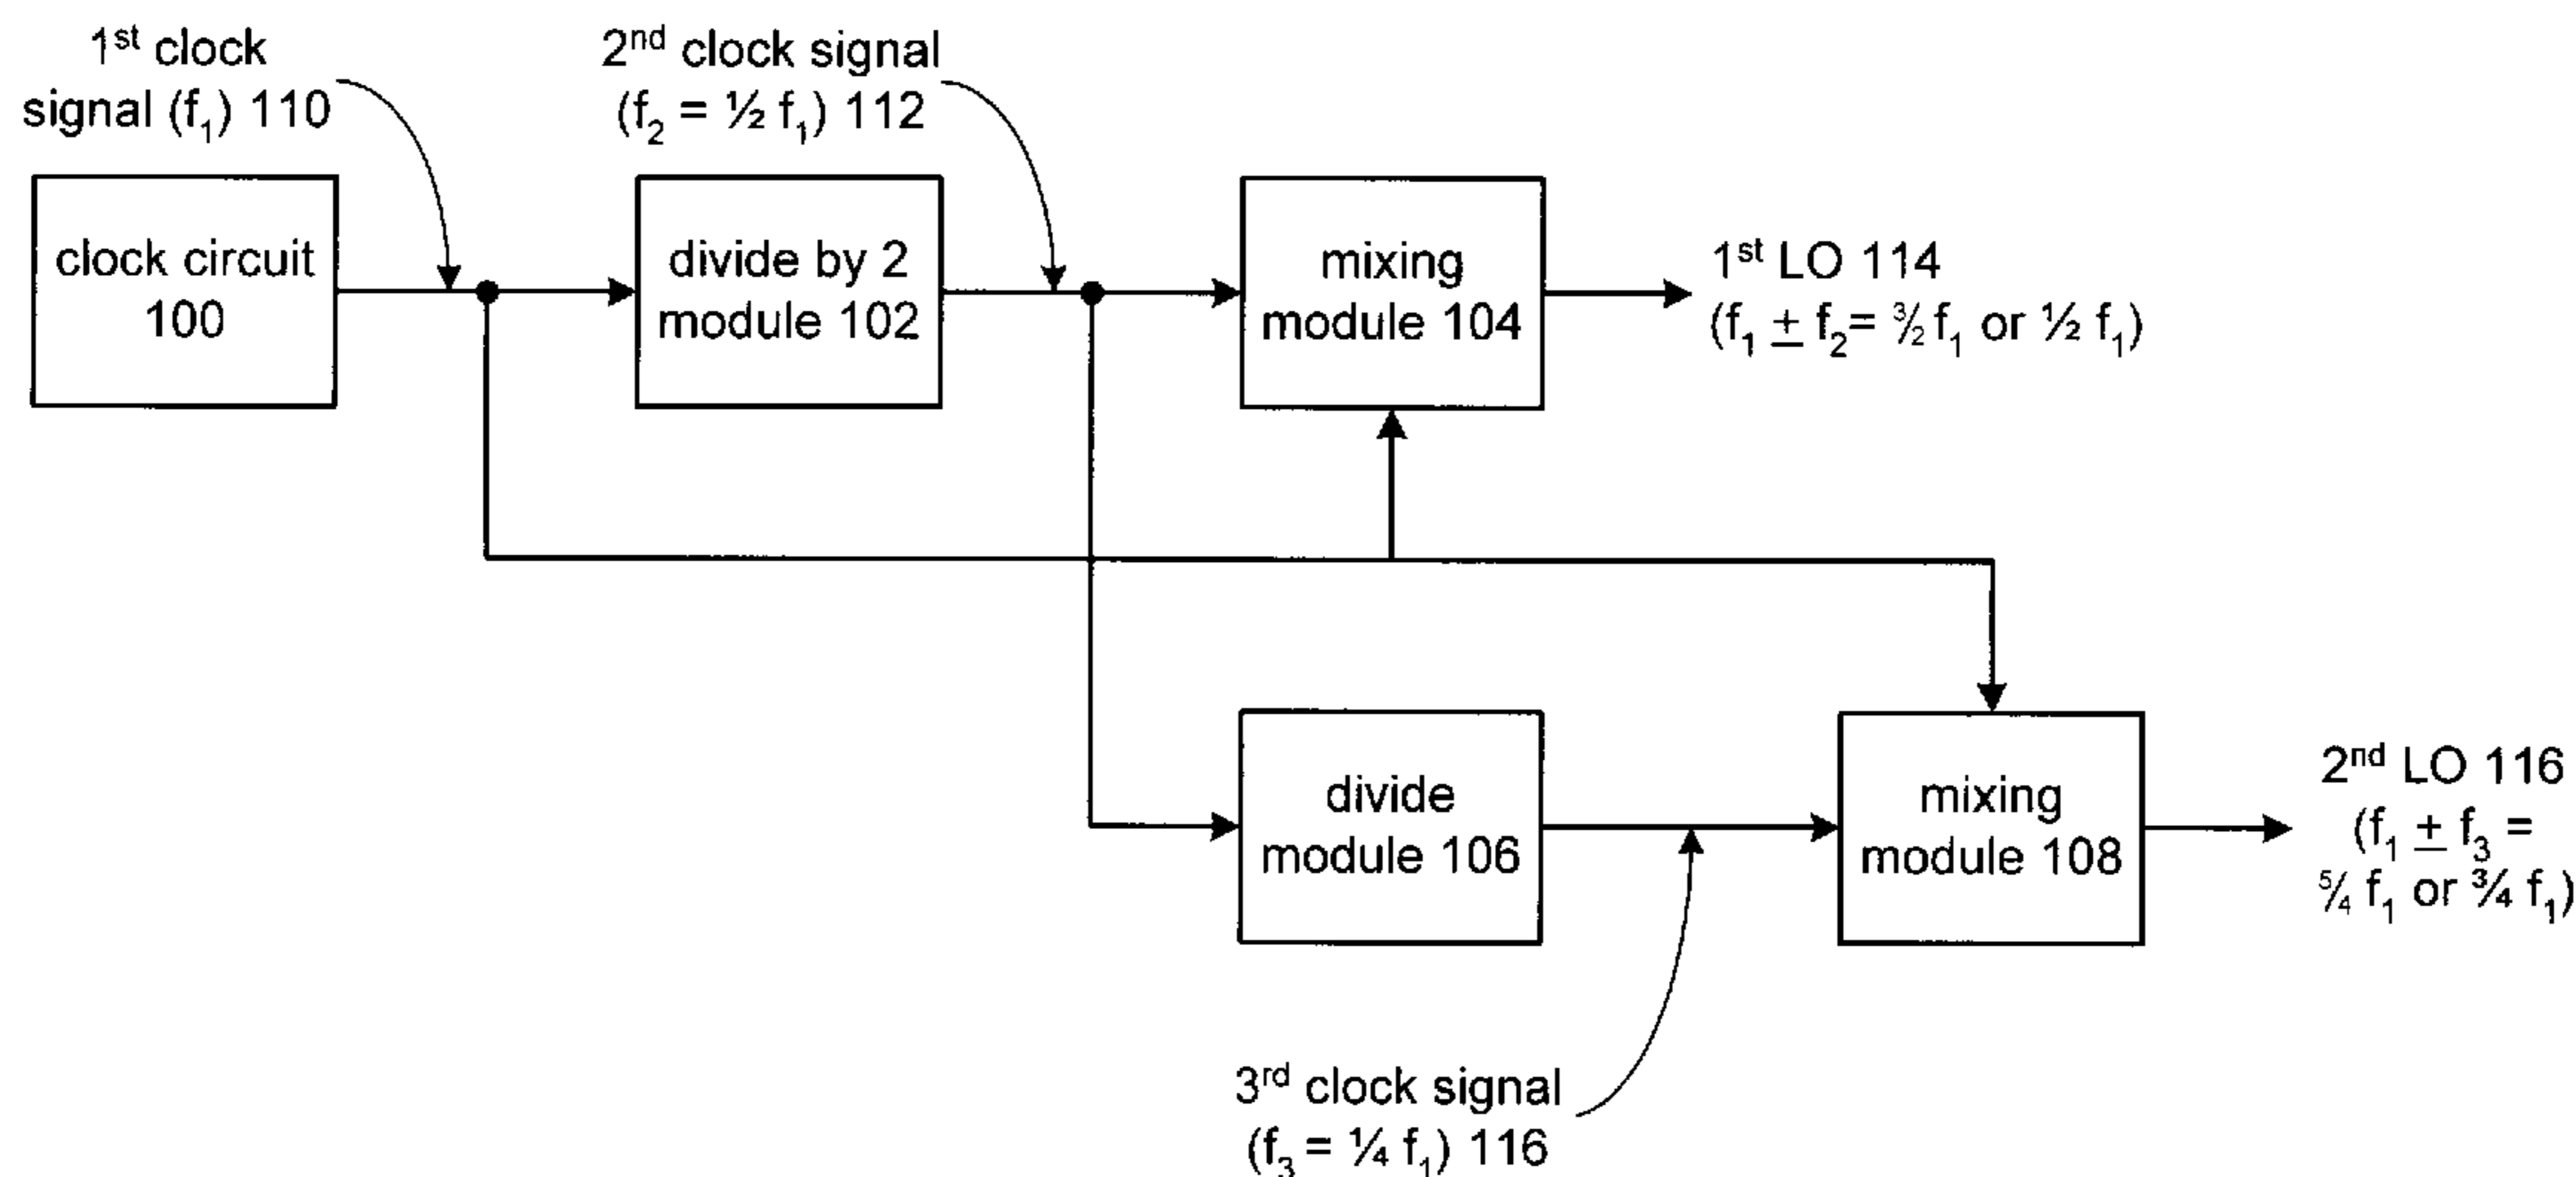 1st clock
signal (f1) 110
2nd clock signal
(f2 = ½ f1) 112
clock circuit
100
divide by 2
module 102
mixing
module 104
1st LO 114
(f1 ± f2= 3/2 f1 or ½ f1)
divide
module 106
mixing
module 108
2nd LO 116
(f1 ± f3 =
5/4 f1 or ¾ f1)
3rd clock signal
(f3 = ¼ f1) 116